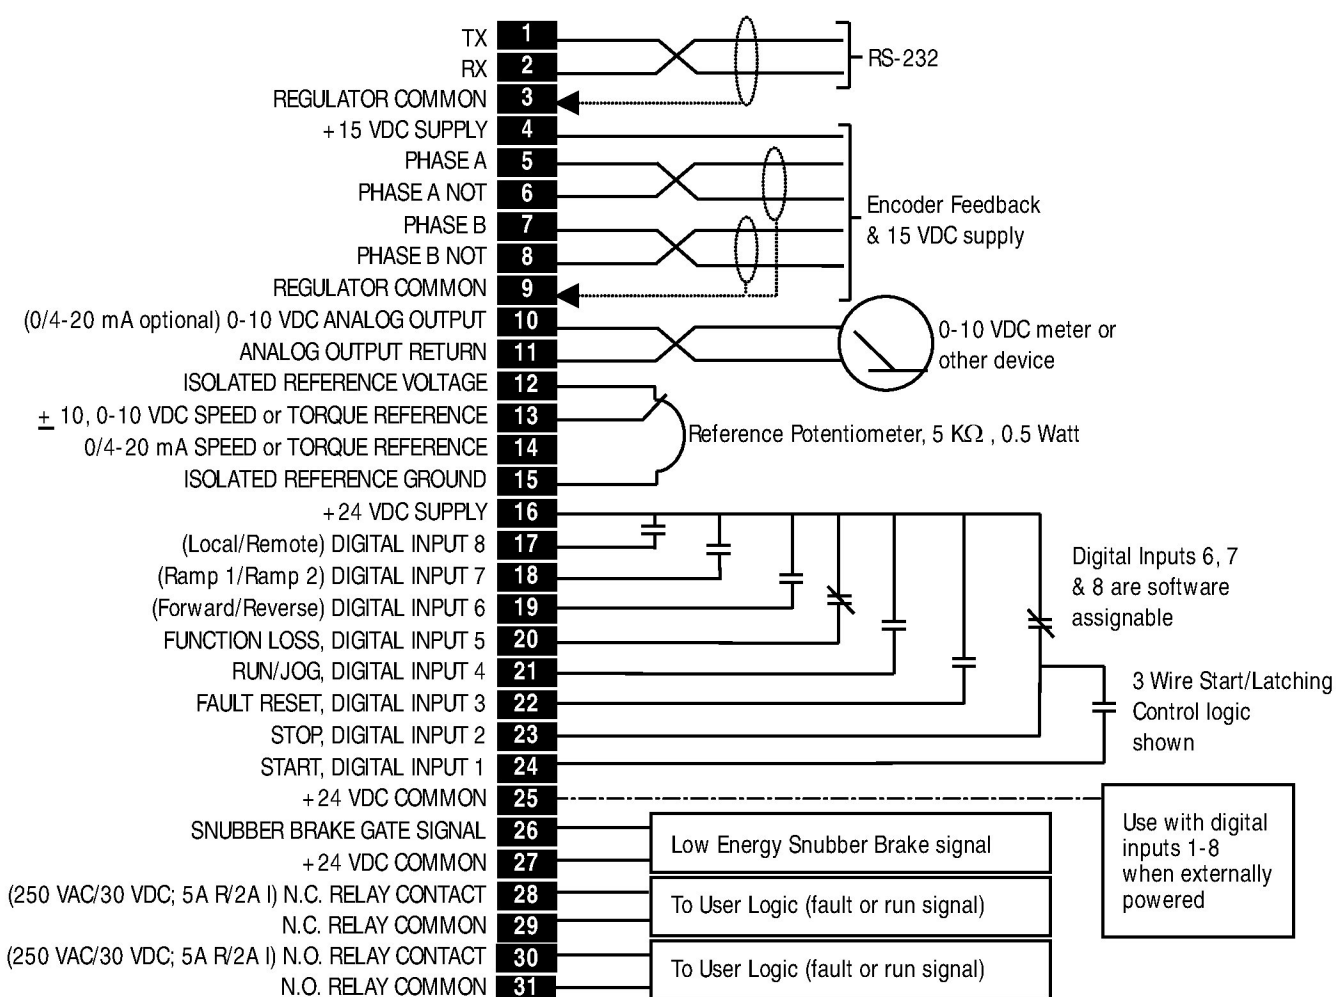 TX 1
RX 2
RS-232
REGULATOR COMMON 3
+15 VDC SUPPLY 4
PHASE A 5
PHASE A NOT 6
PHASE B 7
PHASE B NOT 8
REGULATOR COMMON 9
Encoder Feedback
& 15 VDC supply
(0/4-20 mA optional) 0-10 VDC ANALOG OUTPUT 10
ANALOG OUTPUT RETURN 11
0-10 VDC meter or
other device
ISOLATED REFERENCE VOLTAGE 12
± 10, 0-10 VDC SPEED or TORQUE REFERENCE 13
0/4-20 mA SPEED or TORQUE REFERENCE 14
ISOLATED REFERENCE GROUND 15
Reference Potentiometer, 5 KΩ , 0.5 Watt
+24 VDC SUPPLY 16
(Local/Remote) DIGITAL INPUT 8 17
(Ramp 1/Ramp 2) DIGITAL INPUT 7 18
(Forward/Reverse) DIGITAL INPUT 6 19
FUNCTION LOSS, DIGITAL INPUT 5 20
RUN/JOG, DIGITAL INPUT 4 21
FAULT RESET, DIGITAL INPUT 3 22
STOP, DIGITAL INPUT 2 23
START, DIGITAL INPUT 1 24
Digital Inputs 6, 7
& 8 are software
assignable
3 Wire Start/Latching
Control logic
shown
+24 VDC COMMON 25
SNUBBER BRAKE GATE SIGNAL 26
+24 VDC COMMON 27
Low Energy Snubber Brake signal
Use with digital
inputs 1-8
when externally
powered
(250 VAC/30 VDC; 5A R/2A I) N.C. RELAY CONTACT 28
N.C. RELAY COMMON 29
To User Logic (fault or run signal)
(250 VAC/30 VDC; 5A R/2A I) N.O. RELAY CONTACT 30
N.O. RELAY COMMON 31
To User Logic (fault or run signal)